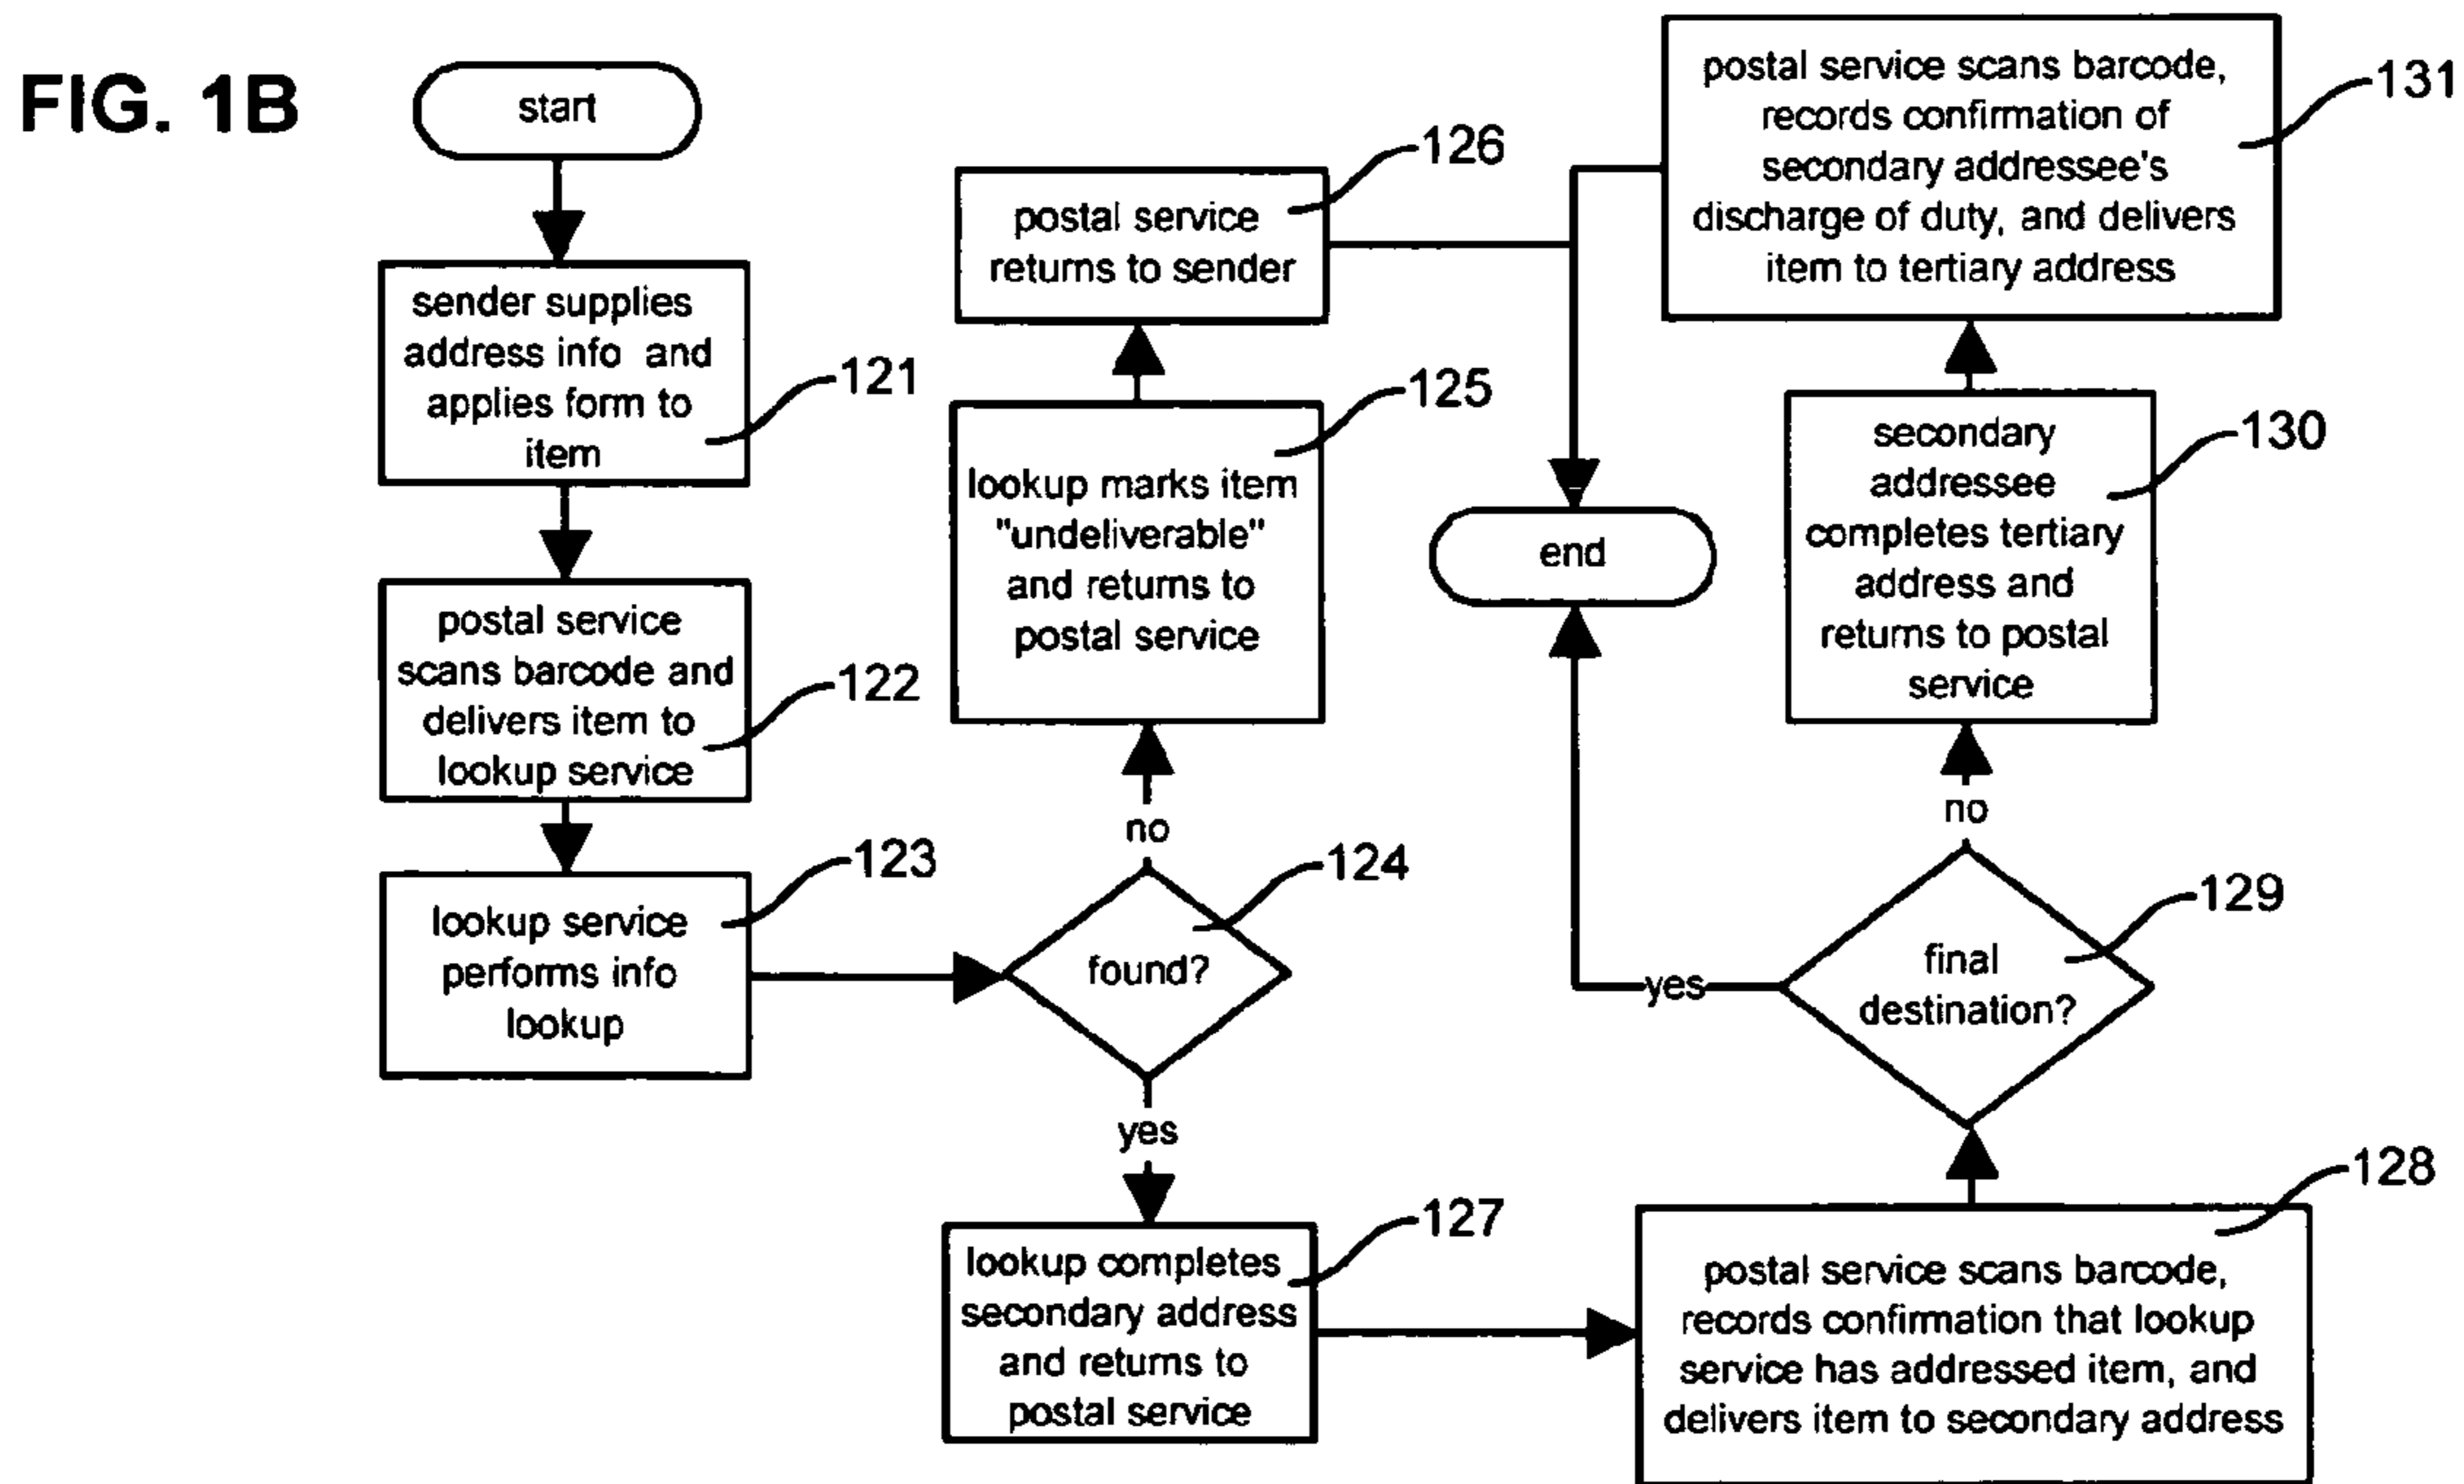 FIG. 1B
start
sender supplies
address info and
applies form to
item
121
postal service
scans barcode and
delivers item to
lookup service
122
lookup service
performs info
lookup
123
found?
124
no
lookup marks item
"undeliverable"
and returns to
postal service
125
postal service
returns to sender
126
yes
lookup completes
secondary address
and returns to
postal service
127
postal service scans barcode,
records confirmation that lookup
service has addressed item, and
delivers item to secondary address
128
final
destination?
129
yes
end
no
secondary
addressee
completes tertiary
address and
returns to postal
service
130
postal service scans barcode,
records confirmation of
secondary addressee's
discharge of duty, and delivers
item to tertiary address
131